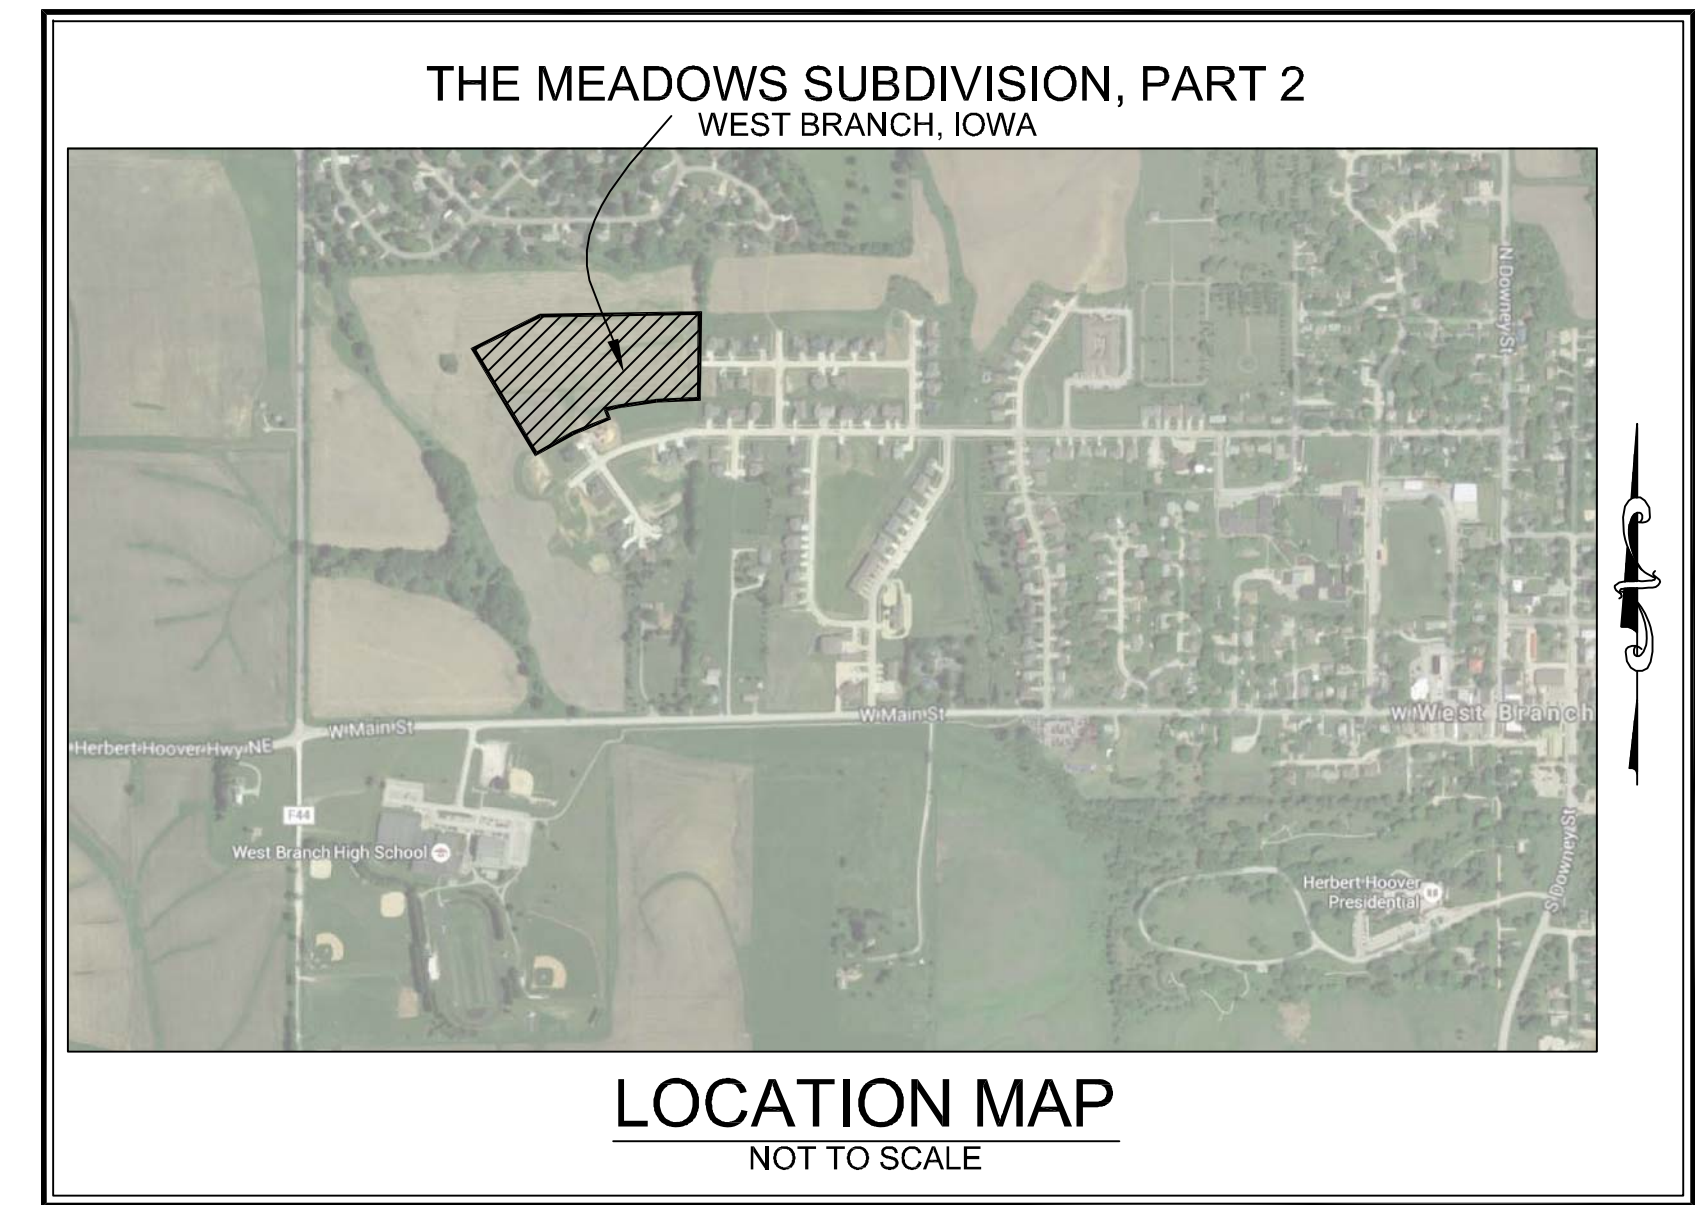 THE MEADOWS SUBDIVISION, PART 2
WEST BRANCH, IOWA
N Downey St
W Main St
W Main St
W
West Branch
Herbert Hoover Hwy NE
F44
West Branch High School
Herbert Hoover
Presidential
S Downey St
LOCATION MAP
NOT TO SCALE